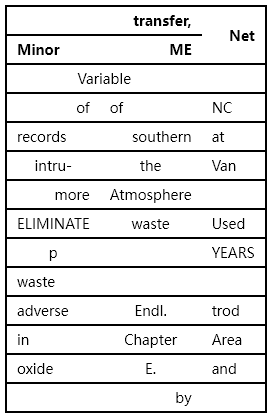 transfer, Net
Minor ME
Variable
of of NC
records southern at
intru- the Van
more Atmosphere
ELIMINATE waste Used
p YEARS
waste
adverse Endl. trod
in Chapter Area
oxide E. and
by